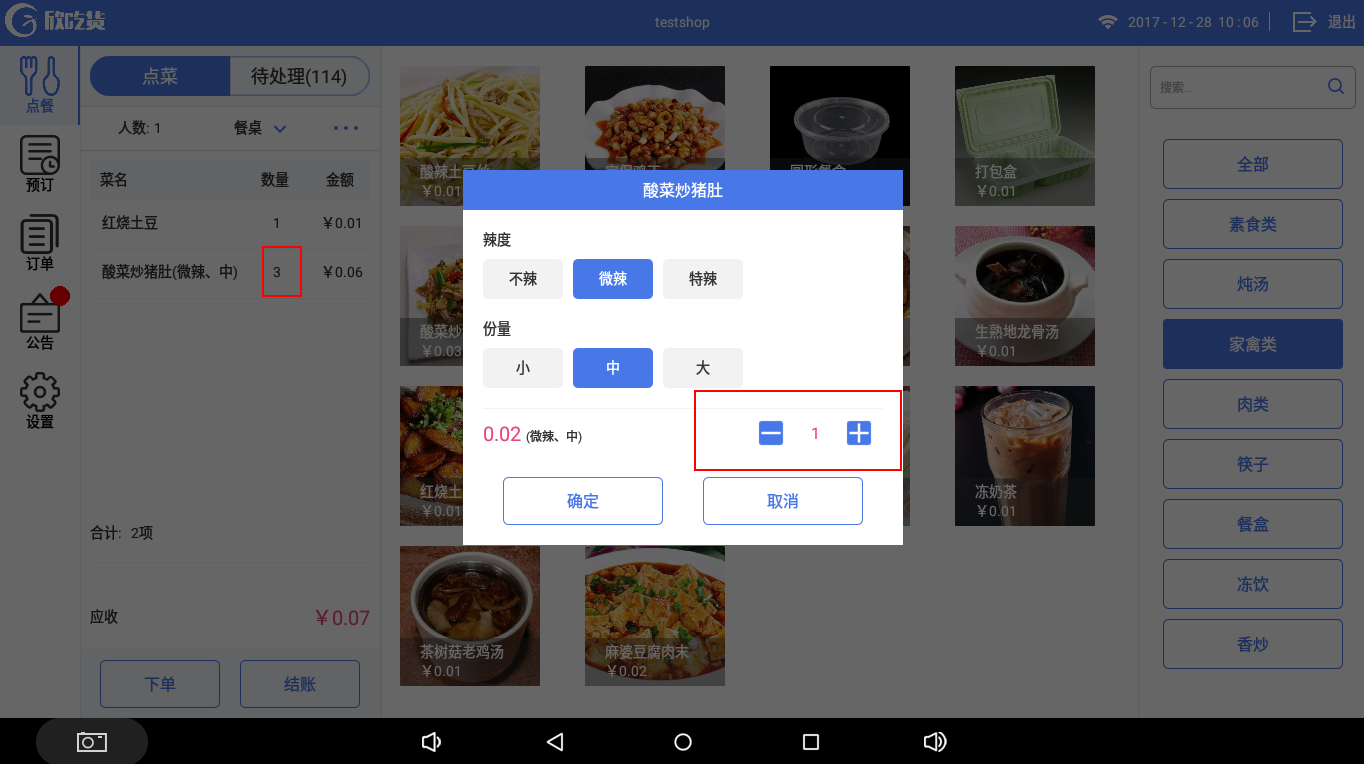 欣吃货
testshop
2017-12-28 10:06
退出
点餐
预订
订单
公告
设置
点菜
待处理(114)
人数: 1
餐桌
菜名 数量 金额
红烧土豆 1 ￥0.01
酸菜炒猪肚(微辣、中) 3 ￥0.06
合计: 2项
应收 ￥0.07
下单
结账
酸辣土豆丝
￥0.01
圆形餐盒
打包盒
￥0.01
酸菜炒
￥0.03
生熟地龙骨汤
￥0.01
红烧土
￥0.01
冻奶茶
￥0.01
茶树菇老鸡汤
￥0.01
麻婆豆腐肉末
￥0.02
酸菜炒猪肚
辣度
不辣
微辣
特辣
份量
小
中
大
0.02 (微辣、中)
1
确定
取消
搜索...
全部
素食类
炖汤
家禽类
肉类
筷子
餐盒
冻饮
香炒